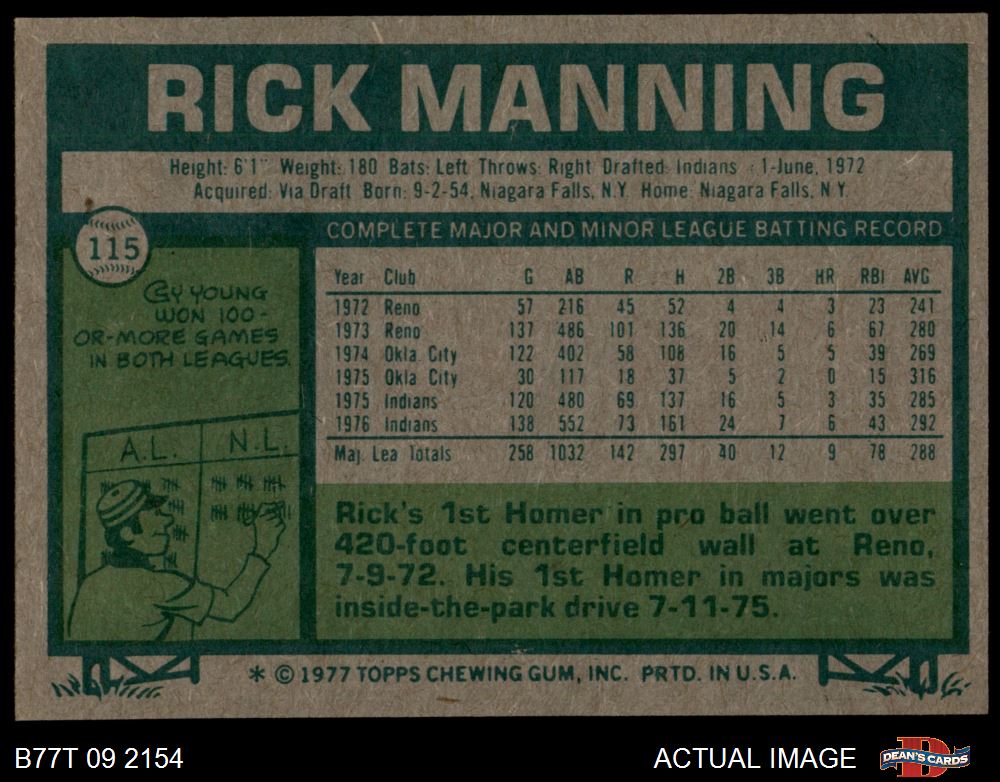 RICK MANNING
Height: 6'1" Weight: 180 Bats: Left Throws: Right Drafted: Indians : 1-June, 1972
Acquired: Via Draft Born: 9-2-54, Niagara Falls, N.Y. Home: Niagara Falls, N.Y.
115
CY YOUNG
WON 100-
OR-MORE GAMES
IN BOTH LEAGUES.
A.L. N.L.
COMPLETE MAJOR AND MINOR LEAGUE BATTING RECORD
Year Club G AB R H 2B 3B HR RBI AVG
1972 Reno 57 216 45 52 4 4 3 23 241
1973 Reno 137 486 101 136 20 14 6 67 280
1974 Okla. City 122 402 58 108 16 5 5 39 269
1975 Okla. City 30 117 18 37 5 2 0 15 316
1975 Indians 120 480 69 137 16 5 3 35 285
1976 Indians 138 552 73 161 24 7 6 43 292
Maj. Lea Totals 258 1032 142 297 40 12 9 78 288
Rick's 1st Homer in pro ball went over
420-foot centerfield wall at Reno,
7-9-72. His 1st Homer in majors was
inside-the-park drive 7-11-75.
* © 1977 TOPPS CHEWING GUM, INC. PRTD. IN U.S.A.
B77T 09 2154 ACTUAL IMAGE DEAN'S CARDS